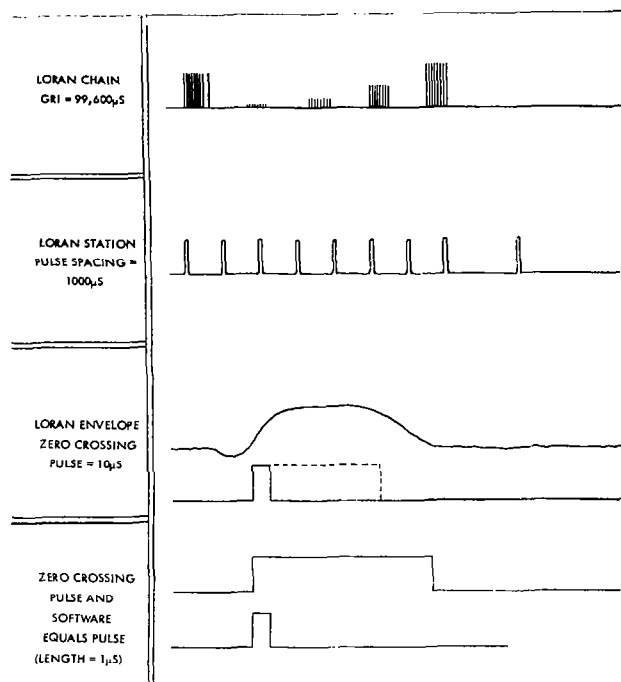 LORAN CHAIN
GRI = 99,600µS
LORAN STATION
PULSE SPACING =
1000µS
LORAN ENVELOPE
ZERO CROSSING
PULSE = 10µS
ZERO CROSSING
PULSE AND
SOFTWARE
EQUALS PULSE
(LENGTH = 1µS)